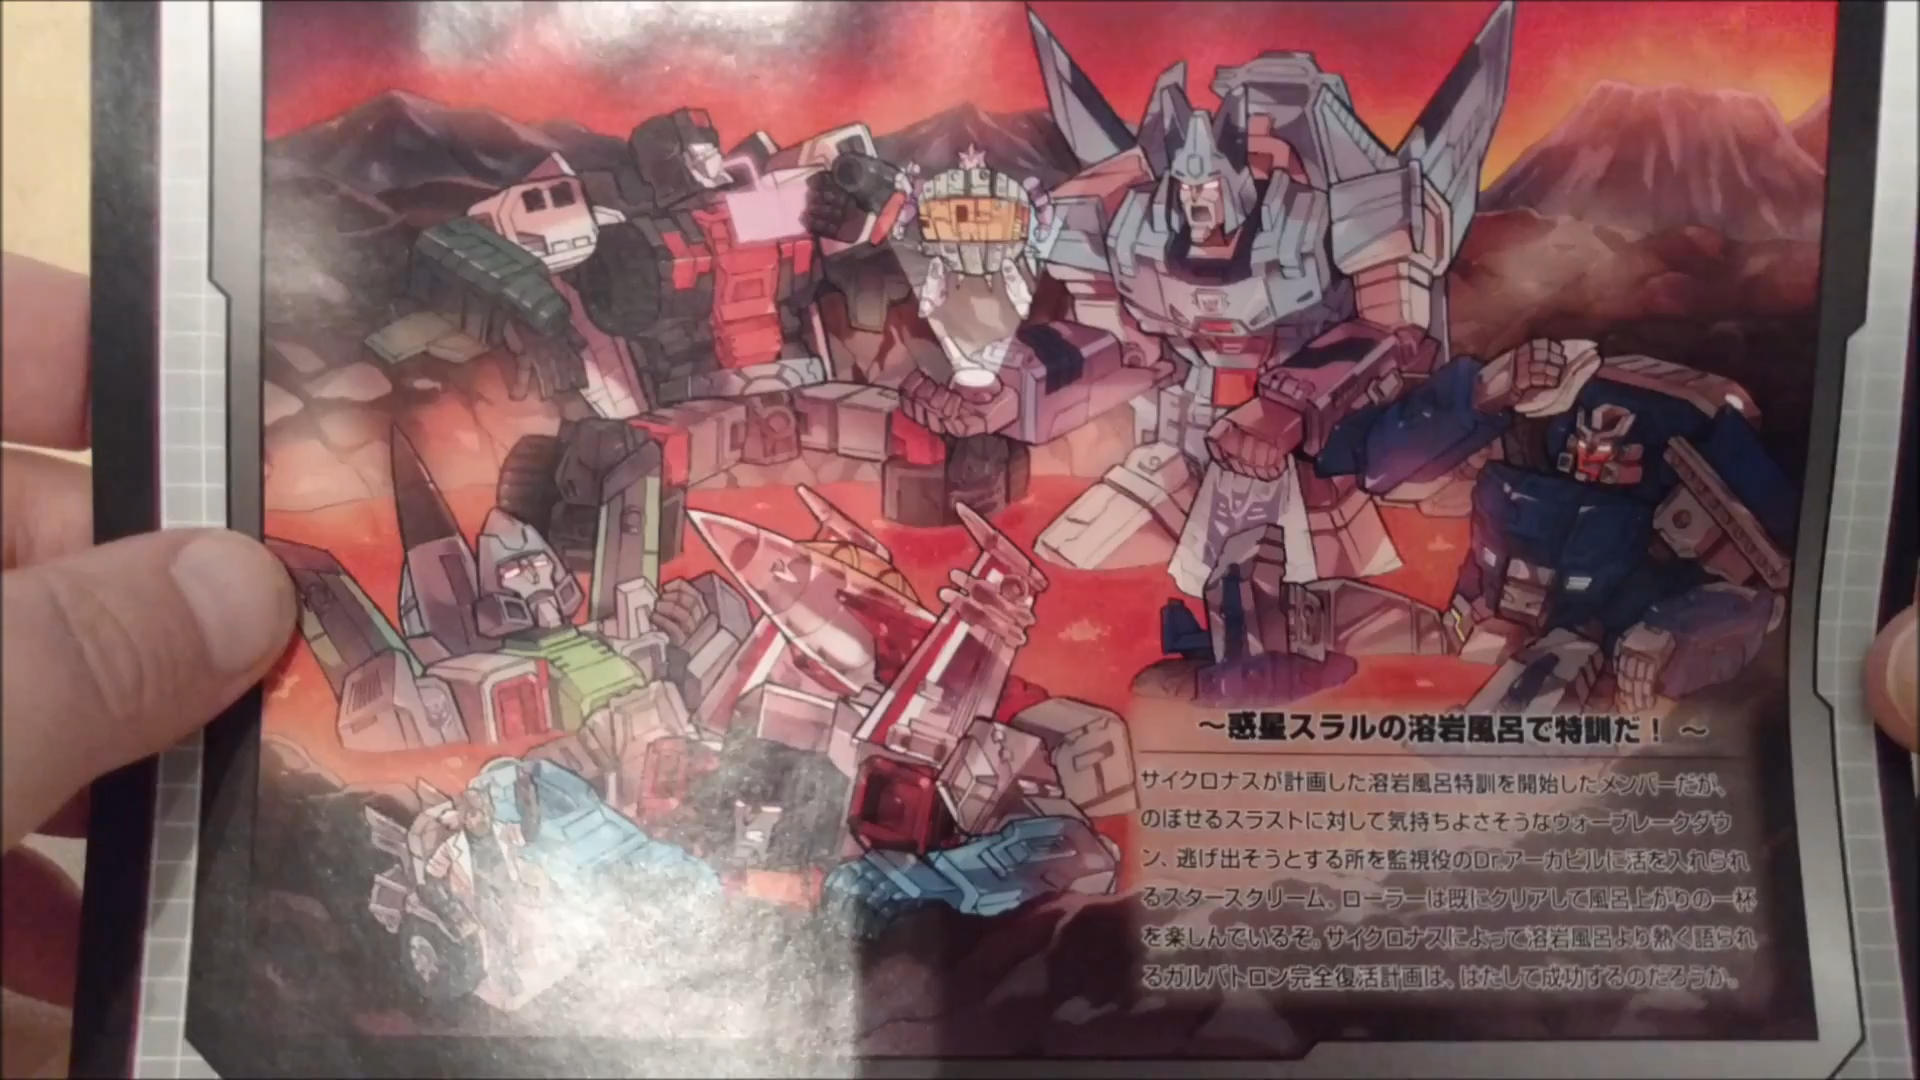 ～惑星スラルの溶岩風呂で特訓だ！～
サイクロナスが計画した溶岩風呂特訓を開始したメンバーだが、
のぼせるスラストに対して気持ちよさそうなウォーブレークダウ
ン、逃げ出そうとする所を監視役のDr.アーカビルに活を入れられ
るスタースクリーム、ローラーは既にクリアして風呂上がりの一杯
を楽しんでいるぞ。サイクロナスによって溶岩風呂より熱く語られ
るガルバトロン完全復活計画は、はたして成功するのだろうか。